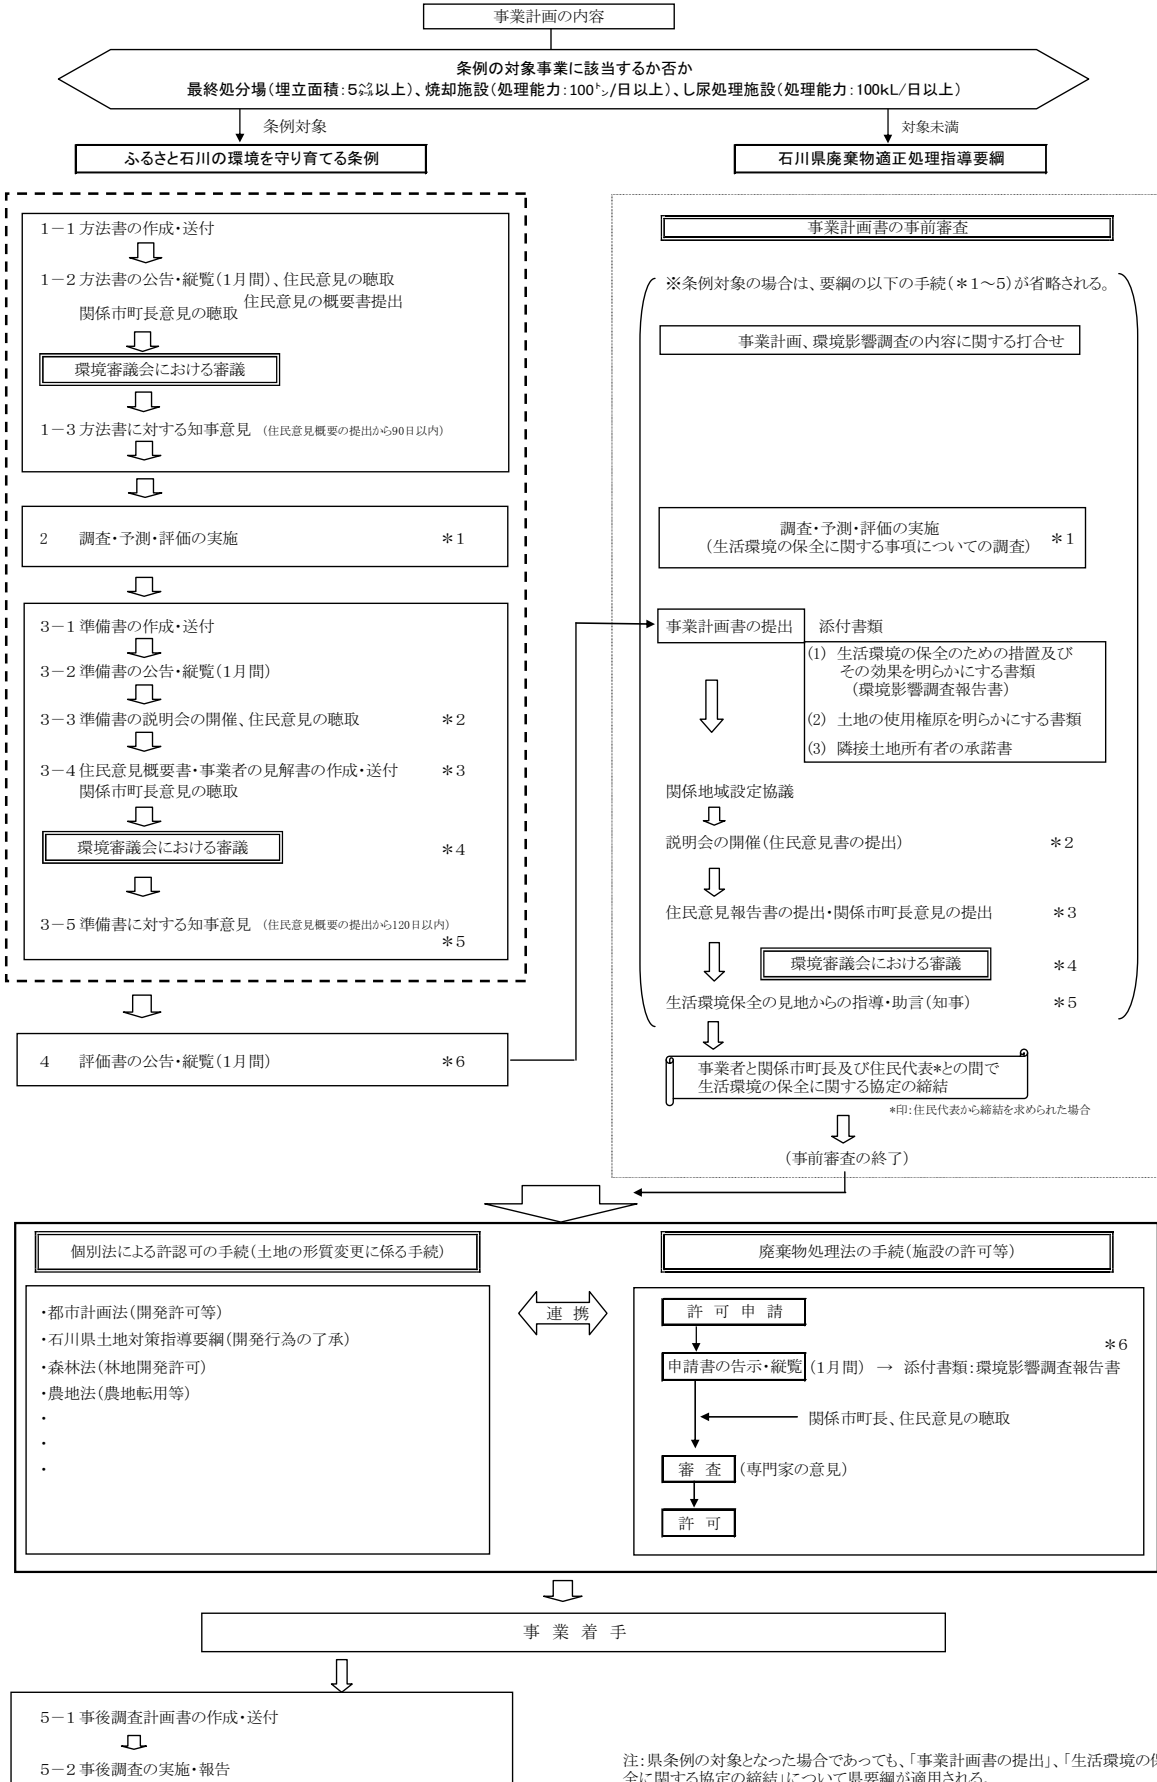 事業計画の内容
条例の対象事業に該当するか否か
最終処分場(埋立面積:5㌶以上)、焼却施設(処理能力:100㌧/日以上)、し尿処理施設(処理能力:100kL/日以上)
条例対象
対象未満
ふるさと石川の環境を守り育てる条例
石川県廃棄物適正処理指導要綱
1-1 方法書の作成・送付
1-2 方法書の公告・縦覧(1月間)、住民意見の聴取
住民意見の概要書提出
関係市町長意見の聴取
環境審議会における審議
1-3 方法書に対する知事意見 (住民意見概要の提出から90日以内)
2 調査・予測・評価の実施 *1
3-1 準備書の作成・送付
3-2 準備書の公告・縦覧(1月間)
3-3 準備書の説明会の開催、住民意見の聴取 *2
3-4 住民意見概要書・事業者の見解書の作成・送付 *3
関係市町長意見の聴取
環境審議会における審議 *4
3-5 準備書に対する知事意見 (住民意見概要の提出から120日以内)
*5
4 評価書の公告・縦覧(1月間) *6
事業計画書の事前審査
※条例対象の場合は、要綱の以下の手続(*1~5)が省略される。
事業計画、環境影響調査の内容に関する打合せ
調査・予測・評価の実施
(生活環境の保全に関する事項についての調査) *1
事業計画書の提出 添付書類
(1) 生活環境の保全のための措置及び
その効果を明らかにする書類
(環境影響調査報告書)
(2) 土地の使用権原を明らかにする書類
(3) 隣接土地所有者の承諾書
関係地域設定協議
説明会の開催(住民意見書の提出) *2
住民意見報告書の提出・関係市町長意見の提出 *3
環境審議会における審議 *4
生活環境保全の見地からの指導・助言(知事) *5
事業者と関係市町長及び住民代表*との間で
生活環境の保全に関する協定の締結
*印:住民代表から締結を求められた場合
(事前審査の終了)
個別法による許認可の手続(土地の形質変更に係る手続)
・都市計画法(開発許可等)
・石川県土地対策指導要綱(開発行為の了承)
・森林法(林地開発許可)
・農地法(農地転用等)
・
・
・
連 携
廃棄物処理法の手続(施設の許可等)
許 可 申 請
*6
申請書の告示・縦覧 (1月間) → 添付書類:環境影響調査報告書
関係市町長、住民意見の聴取
審 査 (専門家の意見)
許 可
事 業 着 手
5-1 事後調査計画書の作成・送付
5-2 事後調査の実施・報告
注:県条例の対象となった場合であっても、「事業計画書の提出」、「生活環境の保
全に関する協定の締結」について県要綱が適用される。